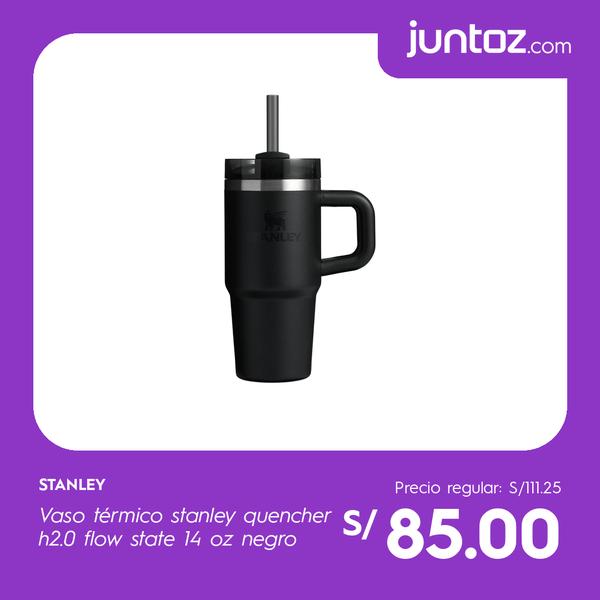 juntoz.com
STANLEY
STANLEY
Precio regular: S/111.25
Vaso térmico stanley quencher
h2.0 flow state 14 oz negro
S/ 85.00